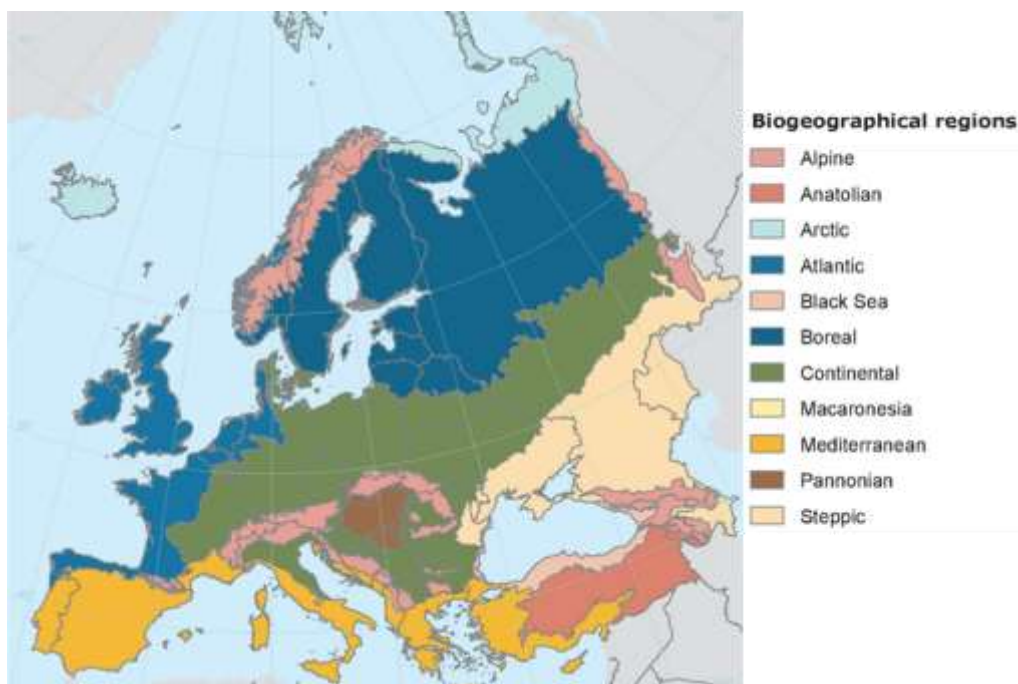 Biogeographical regions
Alpine
Anatolian
Arctic
Atlantic
Black Sea
Boreal
Continental
Macaronesia
Mediterranean
Pannonian
Steppic